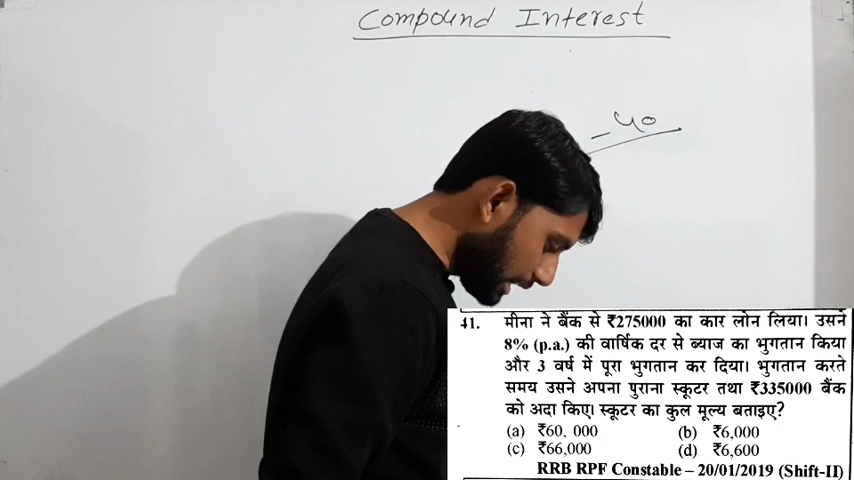 Compound Interest
41. मीना ने बैंक से ₹275000 का कार लोन लिया। उसने
8% (p.a.) की वार्षिक दर से ब्याज का भुगतान किया
और 3 वर्ष में पूरा भुगतान कर दिया। भुगतान करते
समय उसने अपना पुराना स्कूटर तथा ₹335000 बैंक
को अदा किए। स्कूटर का कुल मूल्य बताइए?
(a) ₹60, 000 (b) ₹6,000
(c) ₹66,000 (d) ₹6,600
RRB RPF Constable – 20/01/2019 (Shift-II)